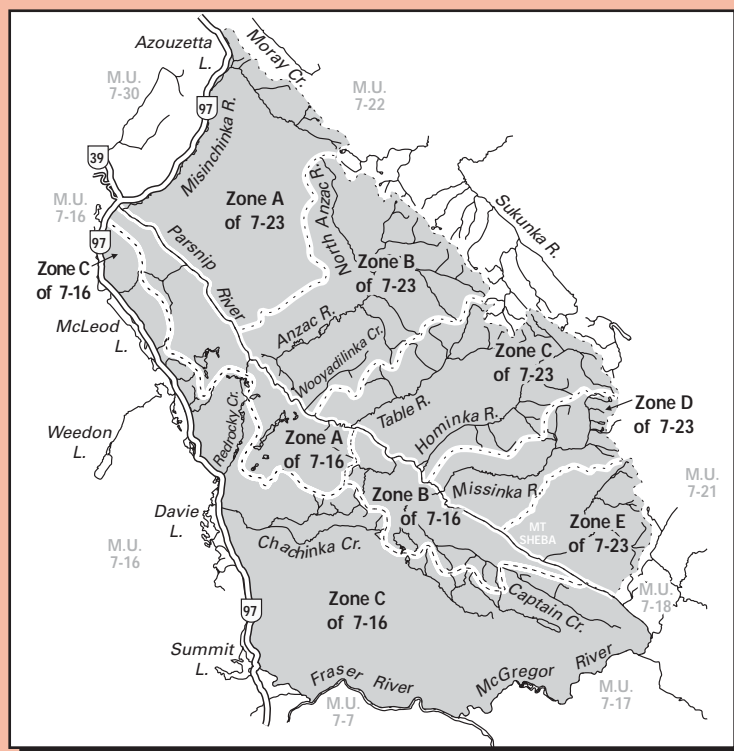 Azouzetta
L.
Moray Cr.
M.U.
7-30
M.U.
7-22
97
Misinchinka R.
39
Zone A
of 7-23
North Anzac R.
Sukunka R.
M.U.
7-16
97
Parsnip
River
Zone C
of 7-16
Zone B
of 7-23
McLeod
L.
Anzac R.
Wooyadilinka Cr.
Zone C
of 7-23
Zone D
of 7-23
Table R.
Hominka R.
Redrocky Cr.
Weedon
L.
Zone A
of 7-16
Missinka R.
M.U.
7-21
Zone B
of 7-16
Davie
L.
MT
SHEBA
Zone E
of 7-23
M.U.
7-16
Chachinka Cr.
M.U.
7-18
Captain Cr.
Zone C
of 7-16
97
Summit
L.
Fraser River
McGregor River
M.U.
7-7
M.U.
7-17